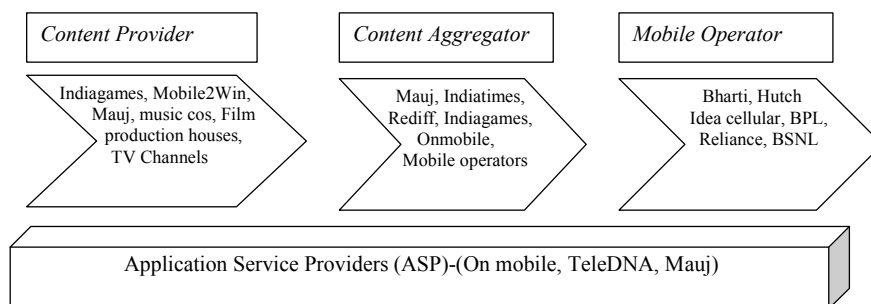 Content Provider
Content Aggregator
Mobile Operator
Indiagames, Mobile2Win,
Mauj, music cos, Film
production houses,
TV Channels
Mauj, Indiatimes,
Rediff, Indiagames,
Onmobile,
Mobile operators
Bharti, Hutch
Idea cellular, BPL,
Reliance, BSNL
Application Service Providers (ASP)-(On mobile, TeleDNA, Mauj)